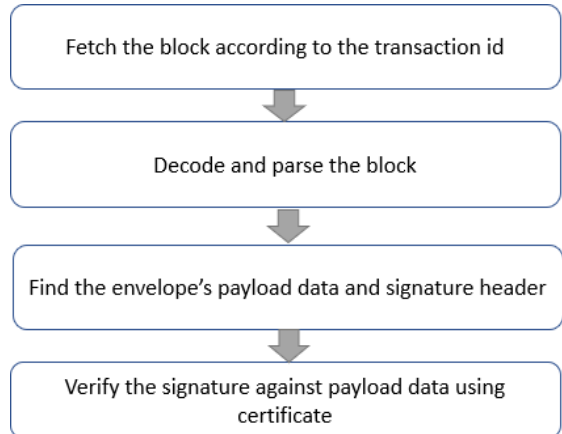 Fetch the block according to the transaction id
Decode and parse the block
Find the envelope’s payload data and signature header
Verify the signature against payload data using
certificate